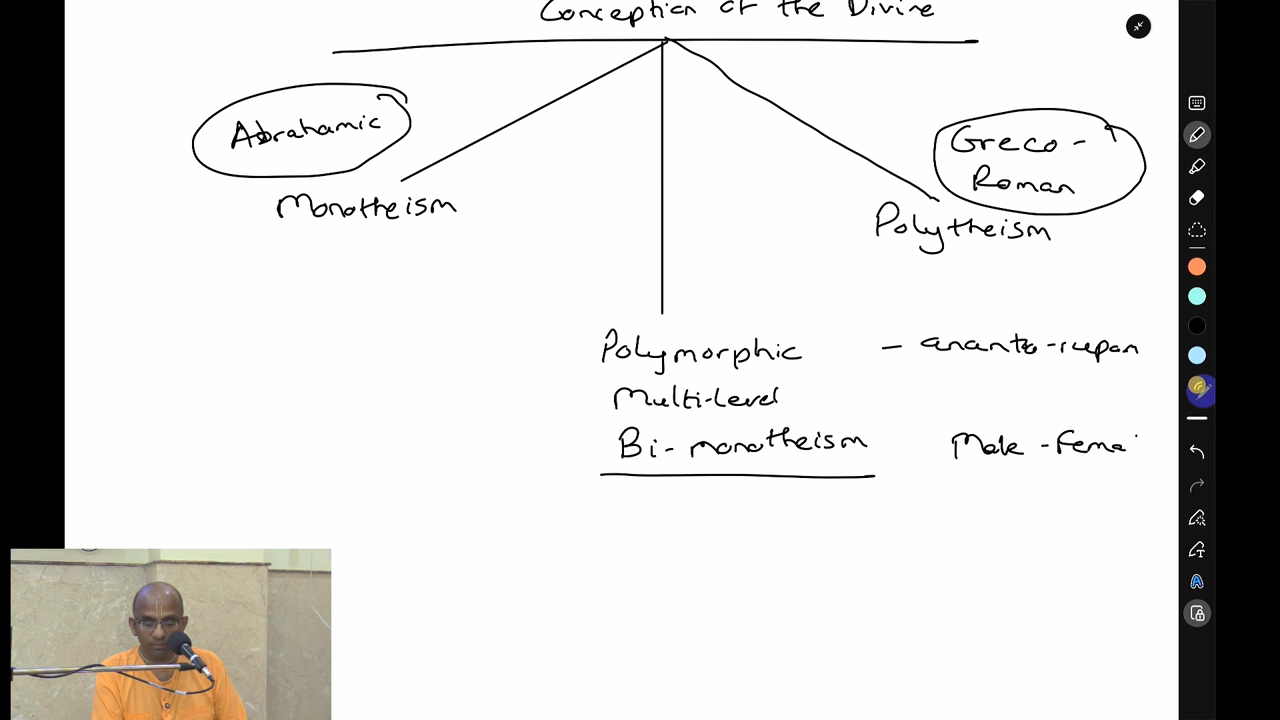 Conception of the Divine
Abrahamic
Greco-
Roman
Monotheism
Polytheism
Polymorphic - ananta-rupam
Multi-Level
Bi-monotheism Male-Fema